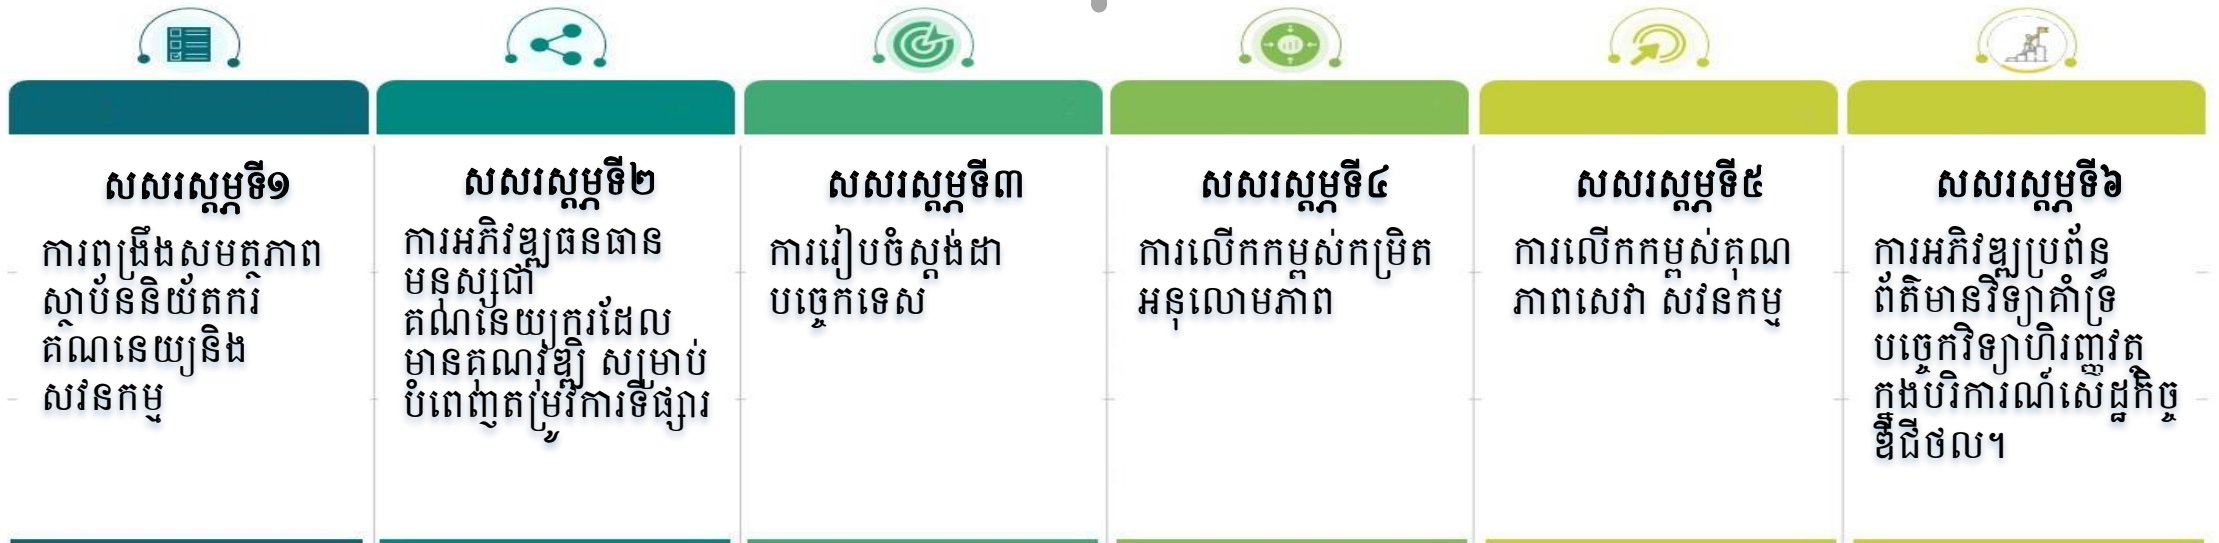 សសរស្តម្ភទី១
ការពង្រឹងសមត្ថភាព
ស្ថាប័ននិយ័តករ
គណនេយ្យនិង
សវនកម្ម
សសរស្តម្ភទី២
ការអភិវឌ្ឍធនធាន
មនុស្សជា
គណនេយ្យករដែល
មានគុណវុឌ្ឍិ សម្រាប់
បំពេញតម្រូវការទីផ្សារ
សសរស្តម្ភទី៣
ការរៀបចំស្តង់ដា
បច្ចេកទេស
សសរស្តម្ភទី៤
ការលើកកម្ពស់កម្រិត
អនុលោមភាព
សសរស្តម្ភទី៥
ការលើកកម្ពស់គុណ
ភាពសេវា សវនកម្ម
សសរស្តម្ភទី៦
ការអភិវឌ្ឍប្រព័ន្ធ
ព័ត៌មានវិទ្យាគាំទ្រ
បច្ចេកវិទ្យាហិរញ្ញវត្ថុ
ក្នុងបរិការណ៍សេដ្ឋកិច្ច
ឌីជីថល។